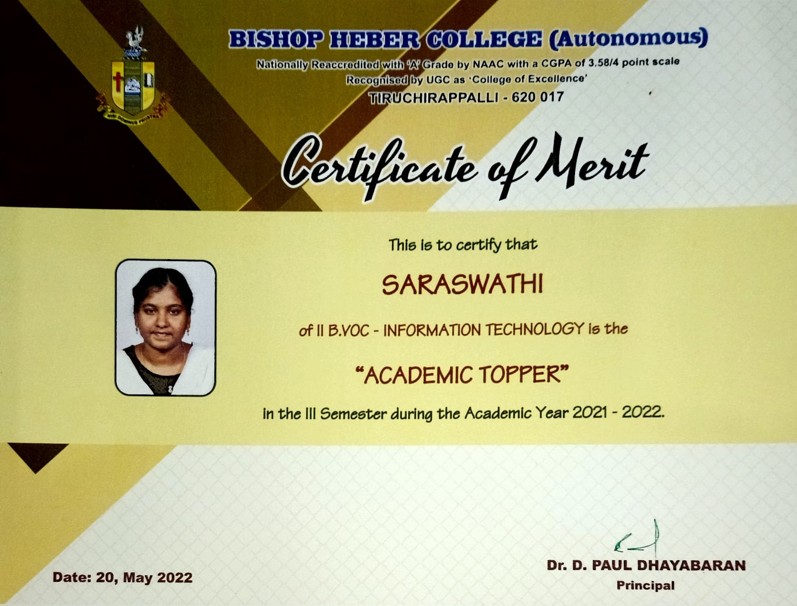 BISHOP HEBER COLLEGE (Autonomous)
Nationally Reaccredited with 'A' Grade by NAAC with a CGPA of 3.58/4 point scale
Recognised by UGC as 'College of Excellence'
TIRUCHIRAPPALLI - 620 017
Certificate of Merit
This is to certify that
SARASWATHI
of II B.VOC - INFORMATION TECHNOLOGY is the
"ACADEMIC TOPPER"
in the III Semester during the Academic Year 2021 - 2022.
Date: 20, May 2022
Dr. D. PAUL DHAYABARAN
Principal